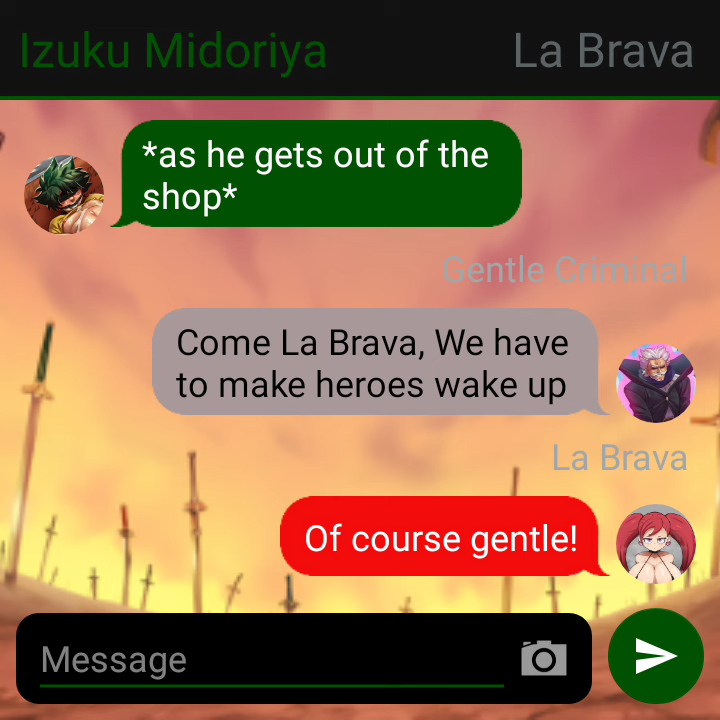 Izuku Midoriya La Brava
*as he gets out of the
shop*
Gentle Criminal
Come La Brava, We have
to make heroes wake up
La Brava
Of course gentle!
Message